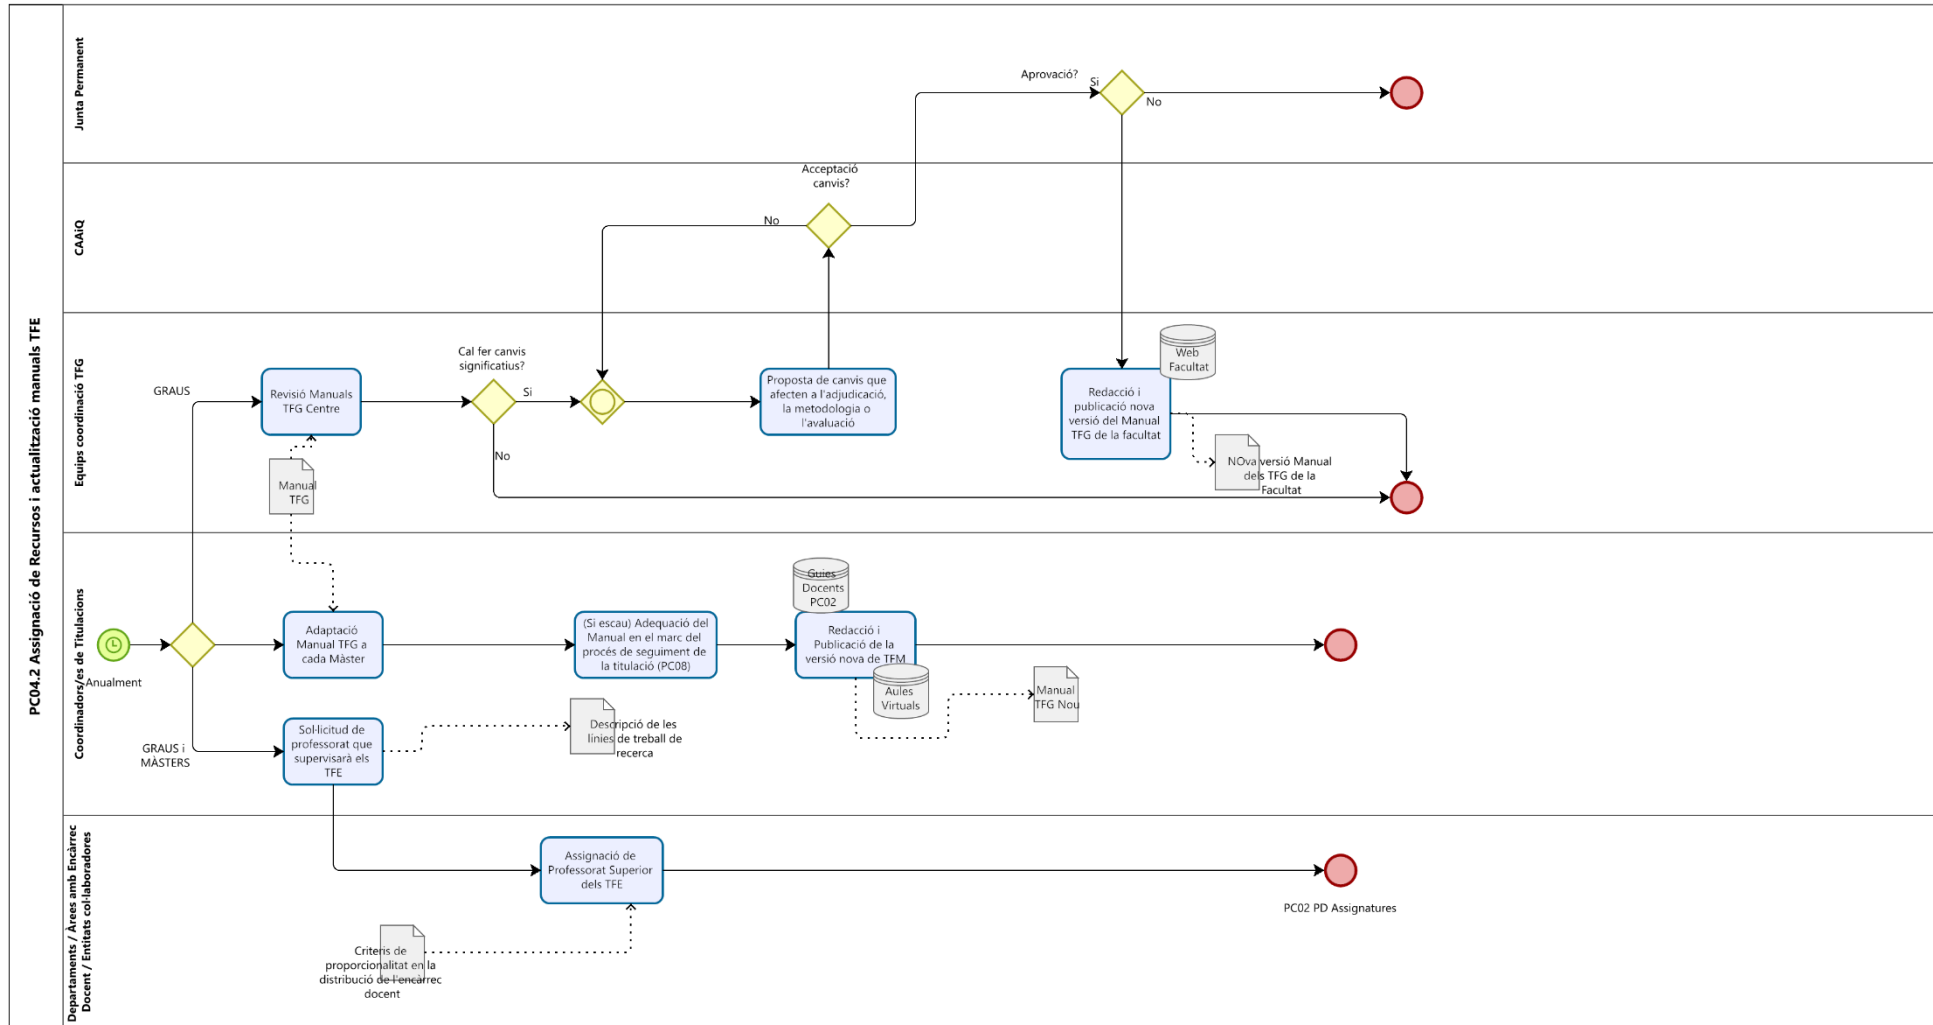 PC04.2 Assignació de Recursos i actualització manuals TFE
Junta Permanent
Aprovació?
Si
No
CAAiQ
Acceptació
canvis?
No
Equips coordinació TFG
GRAUS
Revisió Manuals
TFG Centre
Manual
TFG
Cal fer canvis
significatius?
Si
No
Proposta de canvis que
afecten a l'adjudicació,
la metodologia o
l'avaluació
Web
Facultat
Redacció i
publicació nova
versió del Manual
TFG de la facultat
NOva versió Manual
dels TFG de la
Facultat
Coordinadors/es de Titulacions
Anualment
Adaptació
Manual TFG a
cada Màster
(Si escau) Adequació del
Manual en el marc del
procés de seguiment de
la titulació (PC08)
Guies
Docents
PC02
Redacció i
Publicació de la
versió nova de TFM
Aules
Virtuals
Manual
TFG Nou
GRAUS i
MÀSTERS
Sol·licitud de
professorat que
supervisarà els
TFE
Descripció de les
línies de treball de
recerca
Departaments / Àrees amb Encàrrec
Docent / Entitats col·laboradores
Assignació de
Professorat Superior
dels TFE
Criteris de
proporcionalitat en la
distribució de l'encàrrec
docent
PC02 PD Assignatures